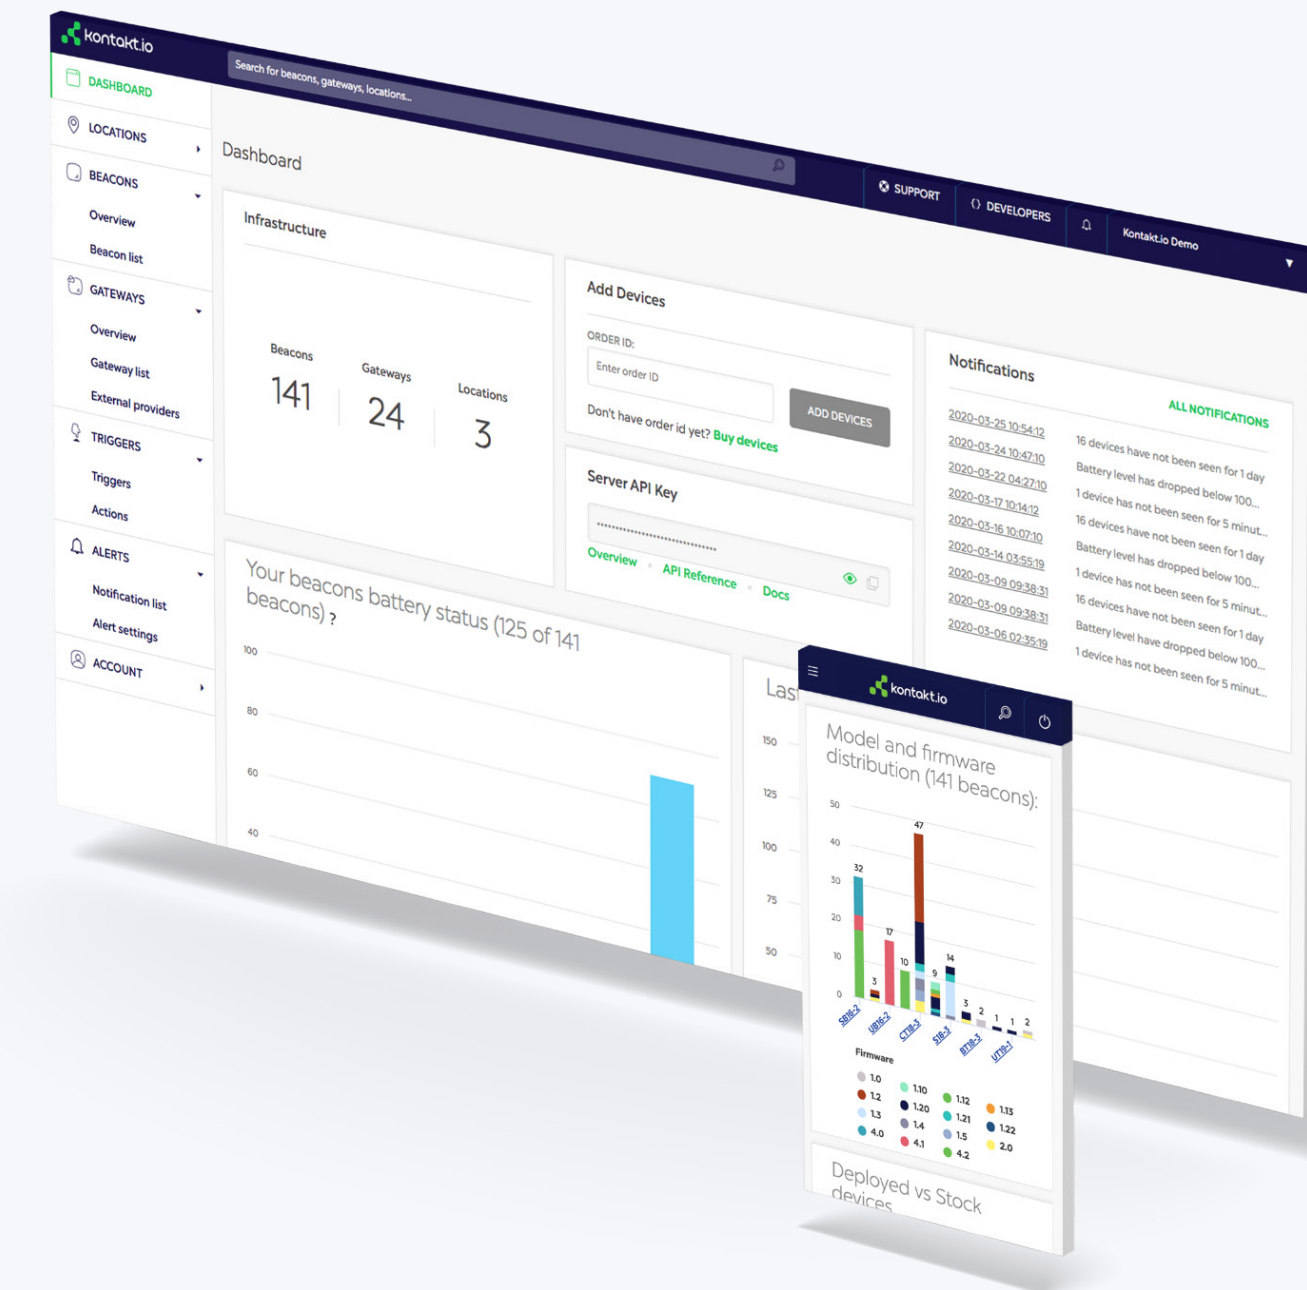 kontakt.io
Search for beacons, gateways, locations...
SUPPORT
{} DEVELOPERS
Kontakt.io Demo
DASHBOARD
LOCATIONS
BEACONS
Overview
Beacon list
GATEWAYS
Overview
Gateway list
External providers
TRIGGERS
Triggers
Actions
ALERTS
Notification list
Alert settings
ACCOUNT
Dashboard
Infrastructure
Beacons
141
Gateways
24
Locations
3
Add Devices
ORDER ID:
Enter order ID
ADD DEVICES
Don't have order id yet? Buy devices
Server API Key
Overview
API Reference
Docs
Notifications
ALL NOTIFICATIONS
2020-03-25 10:54:12 16 devices have not been seen for 1 day
2020-03-24 10:47:10 Battery level has dropped below 100...
2020-03-22 04:27:10 1 device has not been seen for 5 minut...
2020-03-17 10:14:12 16 devices have not been seen for 1 day
2020-03-16 10:07:10 Battery level has dropped below 100...
2020-03-14 03:55:19 1 device has not been seen for 5 minut...
2020-03-09 09:38:31 16 devices have not been seen for 1 day
2020-03-09 09:38:31 Battery level have dropped below 100...
2020-03-06 02:35:19 1 device has not been seen for 5 minut...
Your beacons battery status (125 of 141
beacons) ?
100
80
60
40
Las
150
125
100
75
50
kontakt.io
Model and firmware
distribution (141 beacons):
50
40
30
20
10
0
32
3
17
10
47
9
14
3
2
1
1
2
SB16-2
UB16-2
CT18-3
S18-3
BT18-3
UT19-1
Firmware
1.0
1.10
1.12
1.13
1.2
1.20
1.21
1.22
1.3
1.4
1.5
2.0
4.0
4.1
4.2
Deployed vs Stock
devices